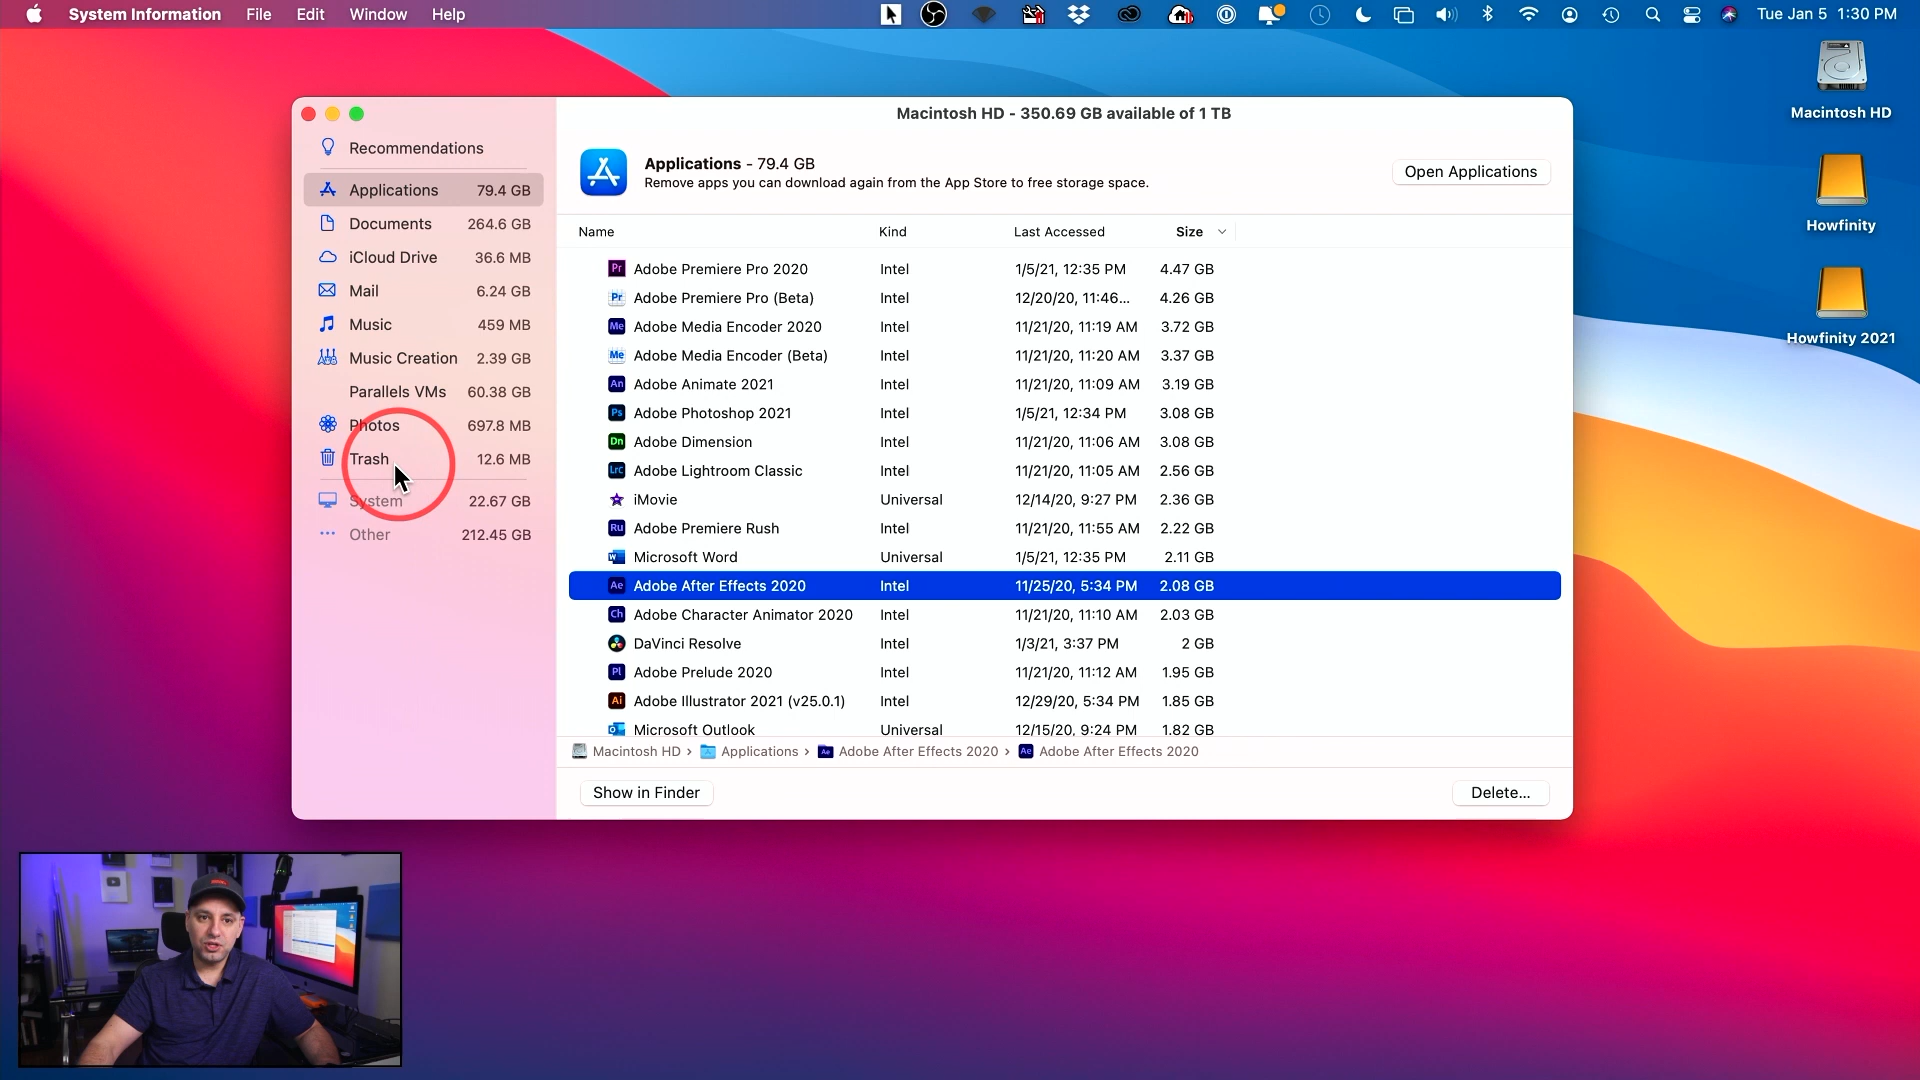 System Information File Edit Window Help Tue Jan 5 1:30 PM
Macintosh HD
Howfinity
Howfinity 2021
Macintosh HD - 350.69 GB available of 1 TB
Recommendations
Applications 79.4 GB
Documents 264.6 GB
iCloud Drive 36.6 MB
Mail 6.24 GB
Music 459 MB
Music Creation 2.39 GB
Parallels VMs 60.38 GB
Photos 697.8 MB
Trash 12.6 MB
System 22.67 GB
Other 212.45 GB
Applications - 79.4 GB
Remove apps you can download again from the App Store to free storage space.
Open Applications
Name Kind Last Accessed Size
Pr Adobe Premiere Pro 2020 Intel 1/5/21, 12:35 PM 4.47 GB
Pr Adobe Premiere Pro (Beta) Intel 12/20/20, 11:46... 4.26 GB
Me Adobe Media Encoder 2020 Intel 11/21/20, 11:19 AM 3.72 GB
Me Adobe Media Encoder (Beta) Intel 11/21/20, 11:20 AM 3.37 GB
An Adobe Animate 2021 Intel 11/21/20, 11:09 AM 3.19 GB
Ps Adobe Photoshop 2021 Intel 1/5/21, 12:34 PM 3.08 GB
Dn Adobe Dimension Intel 11/21/20, 11:06 AM 3.08 GB
Lrc Adobe Lightroom Classic Intel 11/21/20, 11:05 AM 2.56 GB
iMovie Universal 12/14/20, 9:27 PM 2.36 GB
Ru Adobe Premiere Rush Intel 11/21/20, 11:55 AM 2.22 GB
Microsoft Word Universal 1/5/21, 12:35 PM 2.11 GB
Ae Adobe After Effects 2020 Intel 11/25/20, 5:34 PM 2.08 GB
Ch Adobe Character Animator 2020 Intel 11/21/20, 11:10 AM 2.03 GB
DaVinci Resolve Intel 1/3/21, 3:37 PM 2 GB
Pl Adobe Prelude 2020 Intel 11/21/20, 11:12 AM 1.95 GB
Ai Adobe Illustrator 2021 (v25.0.1) Intel 12/29/20, 5:34 PM 1.85 GB
Microsoft Outlook Universal 12/15/20, 9:24 PM 1.82 GB
Macintosh HD › Applications › Ae Adobe After Effects 2020 › Ae Adobe After Effects 2020
Show in Finder Delete...